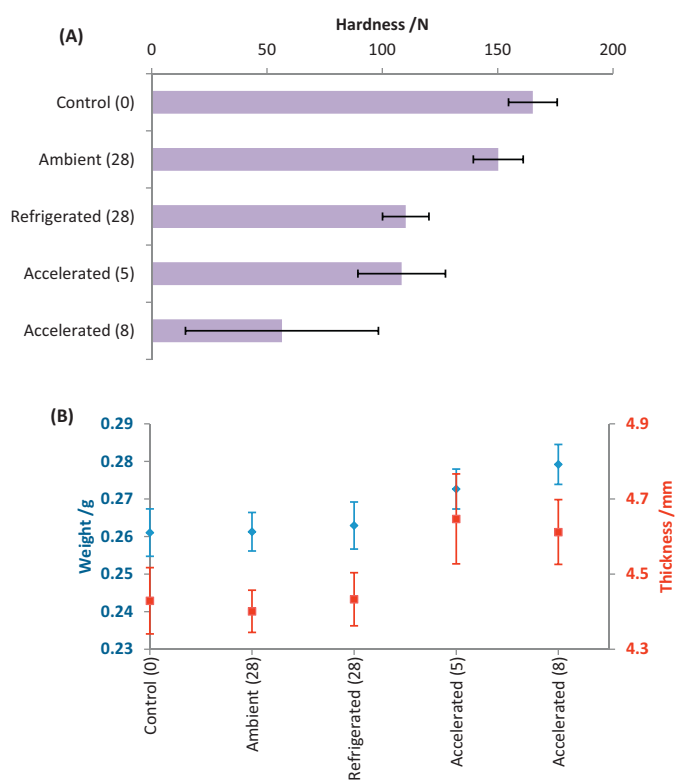 (A)
Hardness /N
0 50 100 150 200
Control (0)
Ambient (28)
Refrigerated (28)
Accelerated (5)
Accelerated (8)
(B)
Weight /g
0.29
0.28
0.27
0.26
0.25
0.24
0.23
4.9
4.7
4.5
4.3
Thickness /mm
Control (0)
Ambient (28)
Refrigerated (28)
Accelerated (5)
Accelerated (8)